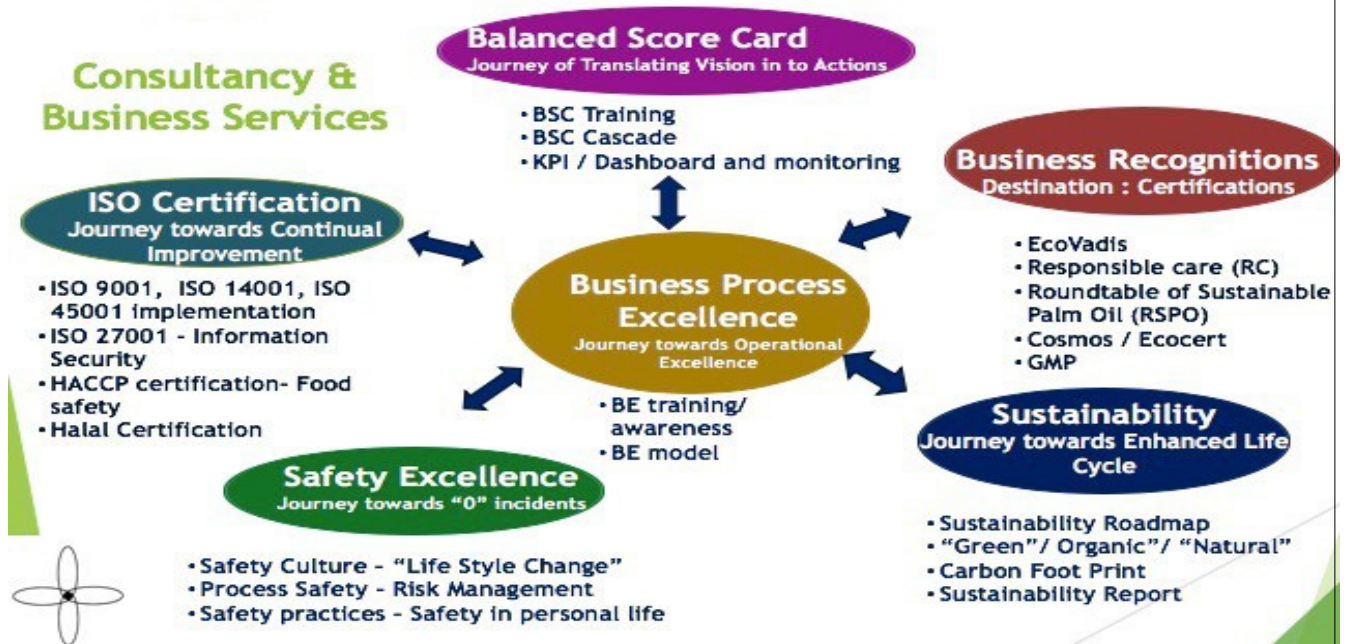 Consultancy &
Business Services
Balanced Score Card
Journey of Translating Vision in to Actions
• BSC Training
• BSC Cascade
• KPI / Dashboard and monitoring
Business Recognitions
Destination : Certifications
• EcoVadis
• Responsible care (RC)
• Roundtable of Sustainable
Palm Oil (RSPO)
• Cosmos / Ecocert
• GMP
ISO Certification
Journey towards Continual
Improvement
• ISO 9001, ISO 14001, ISO
45001 implementation
• ISO 27001 - Information
Security
• HACCP certification- Food
safety
• Halal Certification
Business Process
Excellence
Journey towards Operational
Excellence
• BE training/
awareness
• BE model
Sustainability
Journey towards Enhanced Life
Cycle
• Sustainability Roadmap
• “Green”/ Organic”/ “Natural”
• Carbon Foot Print
• Sustainability Report
Safety Excellence
Journey towards “0” incidents
• Safety Culture - “Life Style Change”
• Process Safety - Risk Management
• Safety practices - Safety in personal life